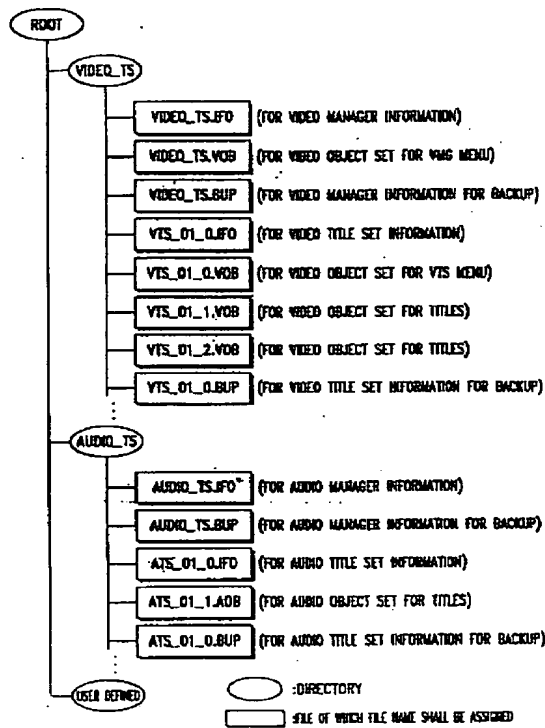 ROOT
VIDEO_TS
VIDEO_TS.IFO (FOR VIDEO MANAGER INFORMATION)
VIDEO_TS.VOB (FOR VIDEO OBJECT SET FOR VMG MENU)
VIDEO_TS.BUP (FOR VIDEO MANAGER INFORMATION FOR BACKUP)
VTS_01_0.IFO (FOR VIDEO TITLE SET INFORMATION)
VTS_01_0.VOB (FOR VIDEO OBJECT SET FOR VTS MENU)
VTS_01_1.VOB (FOR VIDEO OBJECT SET FOR TITLES)
VTS_01_2.VOB (FOR VIDEO OBJECT SET FOR TITLES)
VTS_01_0.BUP (FOR VIDEO TITLE SET INFORMATION FOR BACKUP)
AUDIO_TS
AUDIO_TS.IFO (FOR AUDIO MANAGER INFORMATION)
AUDIO_TS.BUP (FOR AUDIO MANAGER INFORMATION FOR BACKUP)
ATS_01_0.IFO (FOR AUDIO TITLE SET INFORMATION)
ATS_01_1.AOB (FOR AUDIO OBJECT SET FOR TITLES)
ATS_01_0.BUP (FOR AUDIO TITLE SET INFORMATION FOR BACKUP)
USER DEFINED
:DIRECTORY
:FILE OF WHICH FILE NAME SHALL BE ASSIGNED